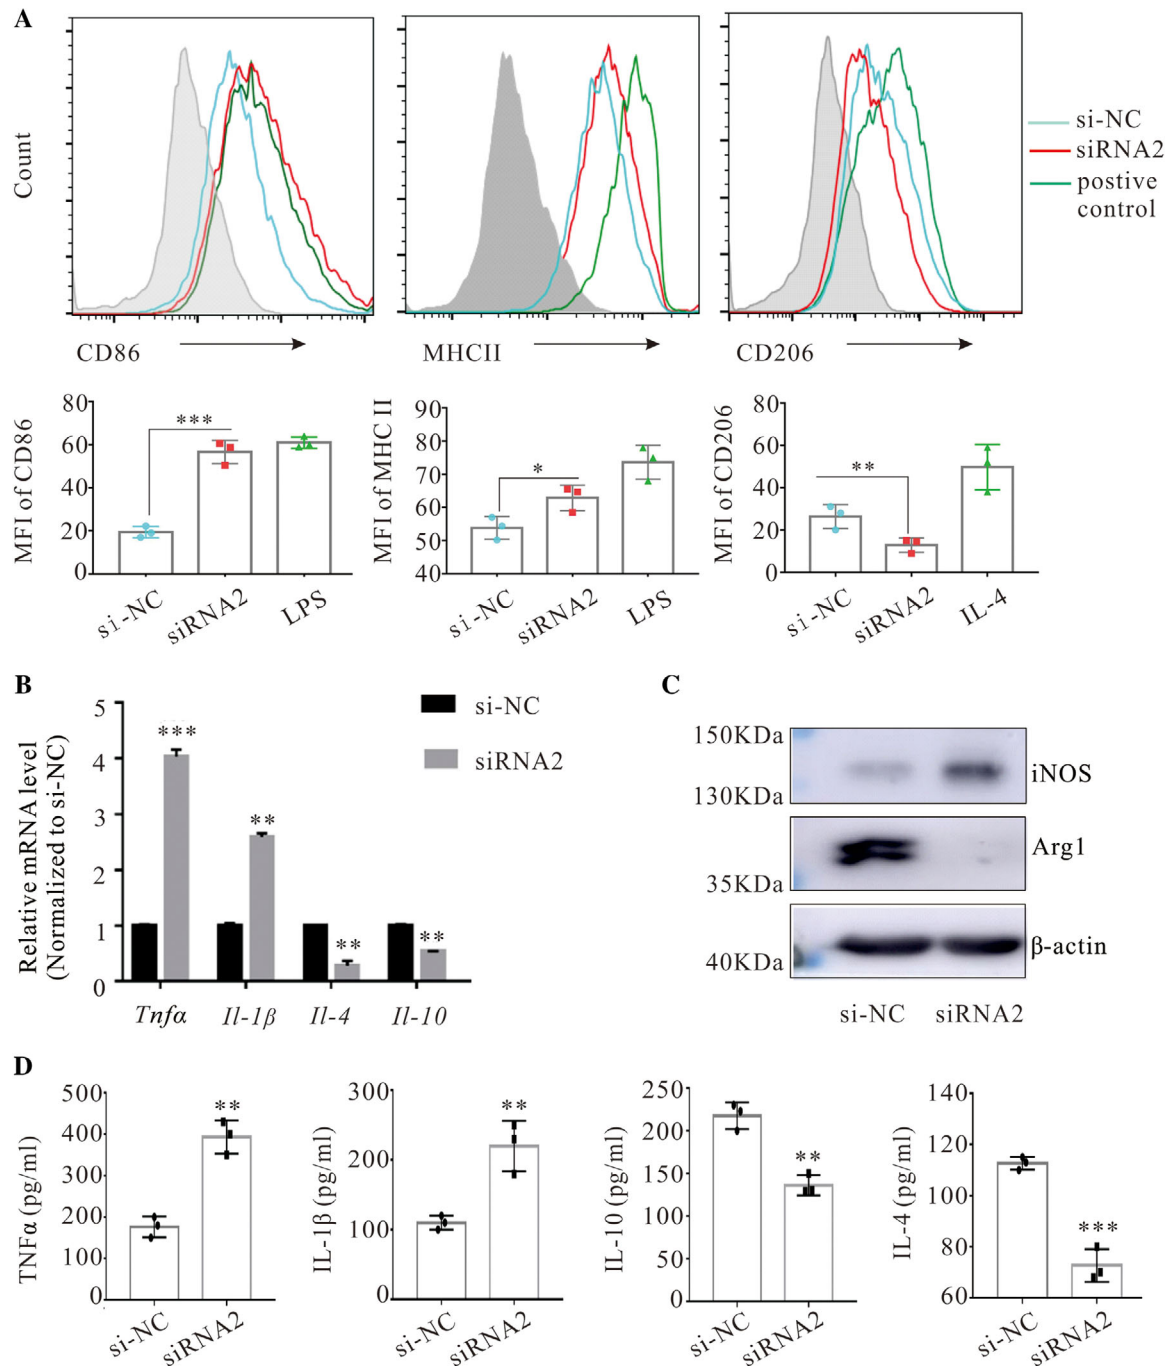 A
Count
CD86
MHCII
CD206
si-NC
siRNA2
postive
control
MFI of CD86
80
60
40
20
0
***
si-NC
siRNA2
LPS
MFI of MHC II
90
80
70
60
50
40
*
si-NC
siRNA2
LPS
MFI of CD206
80
60
40
20
0
**
si-NC
siRNA2
IL-4
B
Relative mRNA level
(Normalized to si-NC)
5
4
3
2
1
0
***
**
**
**
si-NC
siRNA2
Tnfα
Il-1β
Il-4
Il-10
C
150KDa
130KDa
iNOS
Arg1
35KDa
β-actin
40KDa
si-NC
siRNA2
D
TNFα (pg/ml)
500
400
300
200
100
0
**
si-NC
siRNA2
IL-1β (pg/ml)
300
200
100
0
**
si-NC
siRNA2
IL-10 (pg/ml)
250
200
150
100
50
0
**
si-NC
siRNA2
IL-4 (pg/ml)
140
120
100
80
60
***
si-NC
siRNA2